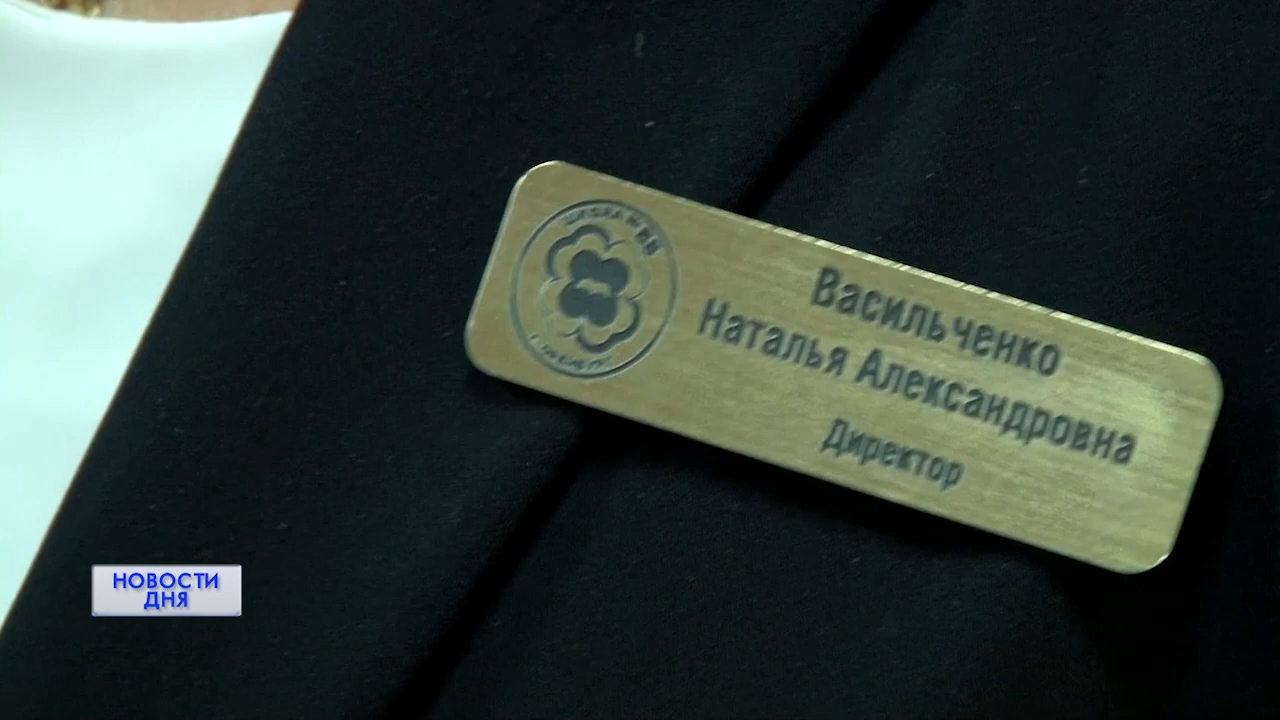 Васильченко
Наталья Александровна
Директор
НОВОСТИ
ДНЯ